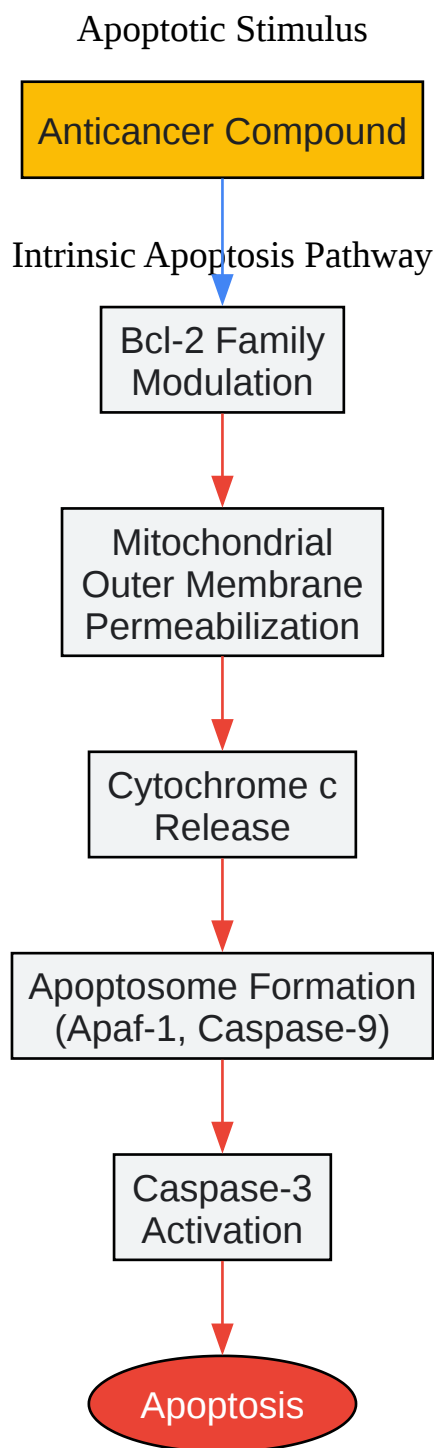 Apoptotic Stimulus
Anticancer Compound
Intrinsic Apoptosis Pathway
Bcl-2 Family
Modulation
Mitochondrial
Outer Membrane
Permeabilization
Cytochrome c
Release
Apoptosome Formation
(Apaf-1, Caspase-9)
Caspase-3
Activation
Apoptosis